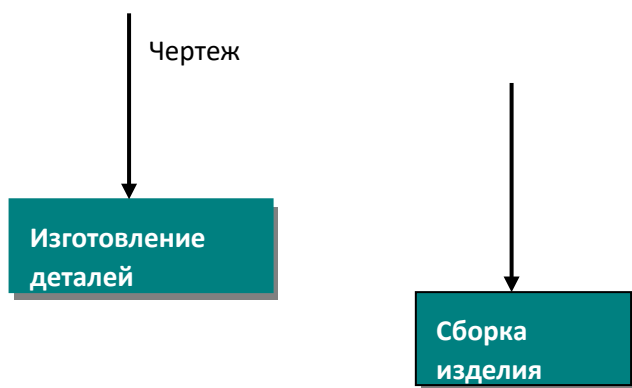 Чертеж
Изготовление
деталей
Сборка
изделия